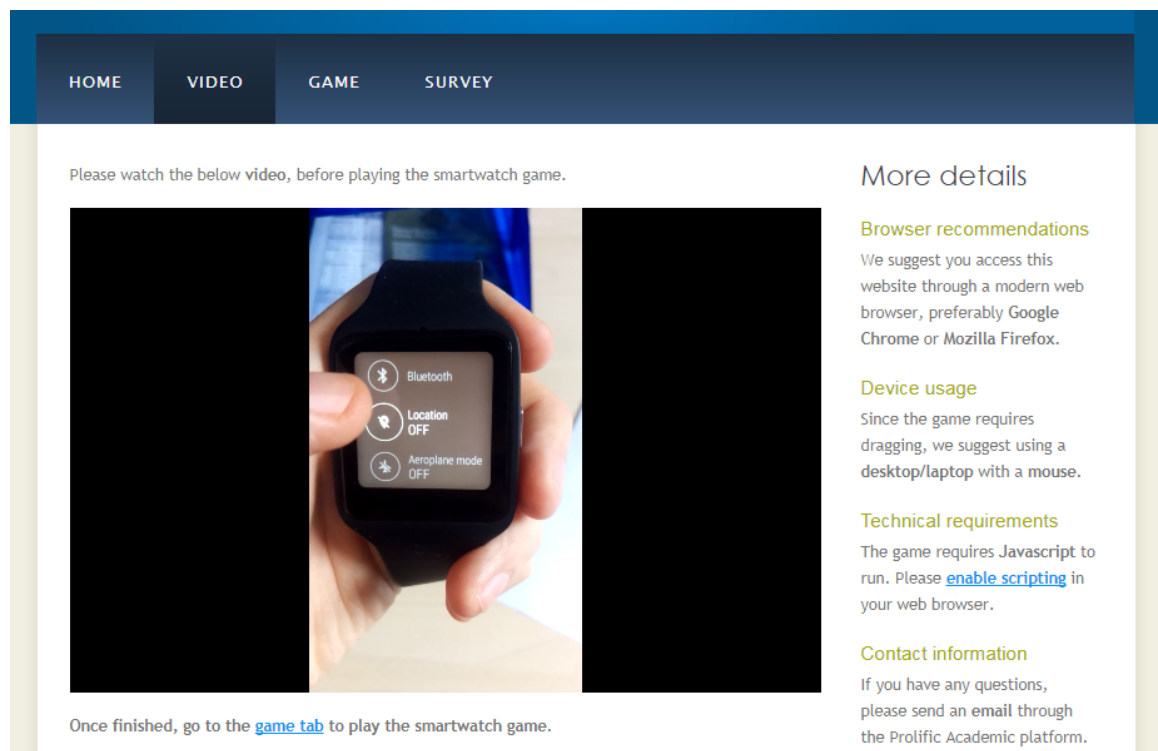 HOME VIDEO GAME SURVEY
Please watch the below video, before playing the smartwatch game.
Bluetooth
Location
OFF
Aeroplane mode
OFF
Once finished, go to the game tab to play the smartwatch game.
More details
Browser recommendations
We suggest you access this
website through a modern web
browser, preferably Google
Chrome or Mozilla Firefox.
Device usage
Since the game requires
dragging, we suggest using a
desktop/laptop with a mouse.
Technical requirements
The game requires Javascript to
run. Please enable scripting in
your web browser.
Contact information
If you have any questions,
please send an email through
the Prolific Academic platform.